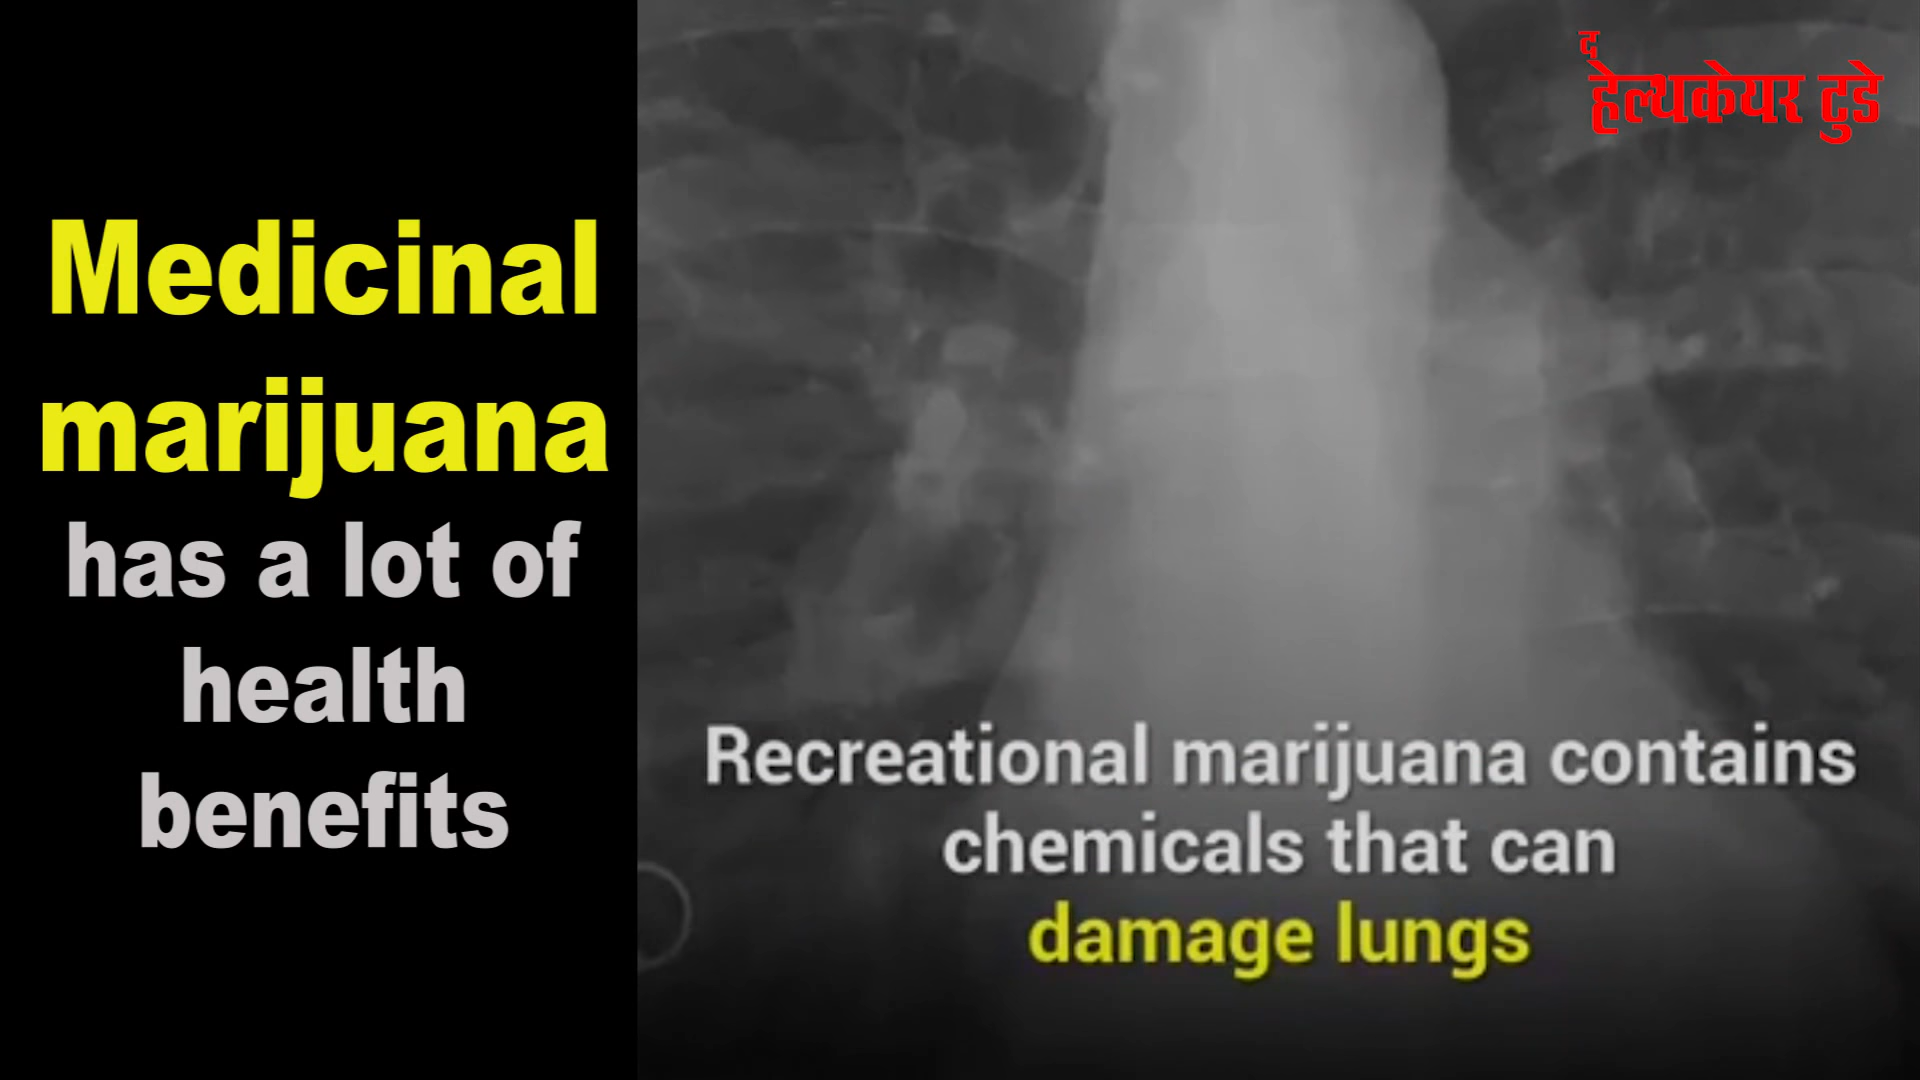 Medicinal
marijuana
has a lot of
health
benefits
द
हेल्थकेयर टुडे
Recreational marijuana contains
chemicals that can
damage lungs